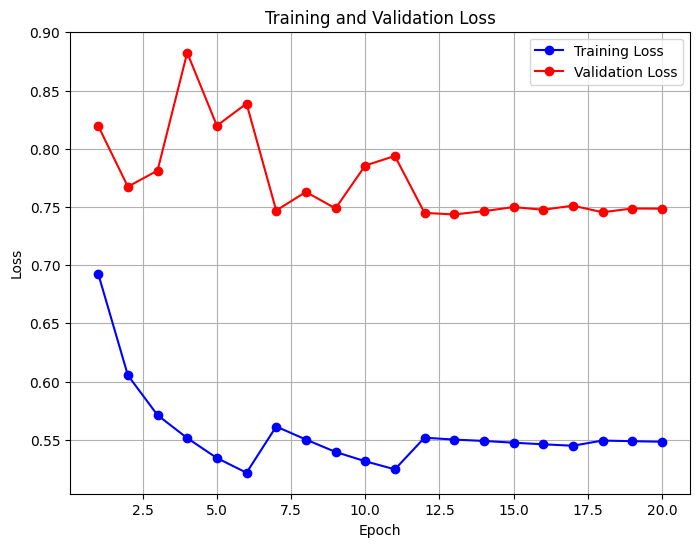 Training and Validation Loss
Training Loss
Validation Loss
0.90
0.85
0.80
0.75
0.70
0.65
0.60
0.55
Loss
2.5 5.0 7.5 10.0 12.5 15.0 17.5 20.0
Epoch